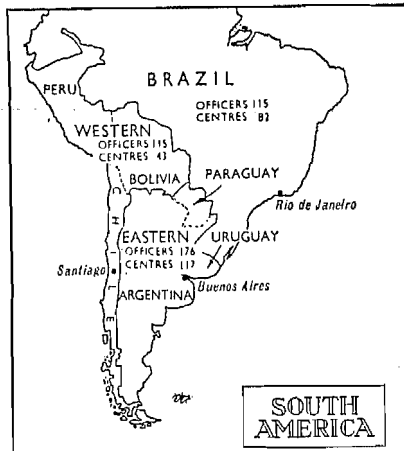 BRAZIL
OFFICERS 115
CENTRES 82
PERU
WESTERN
OFFICERS 115
CENTRES 43
BOLIVIA
PARAGUAY
Rio de Janeiro
EASTERN
OFFICERS 176
CENTRES 117
URUGUAY
Santiago
Buenos Aires
ARGENTINA
CHILE
SOUTH
AMERICA